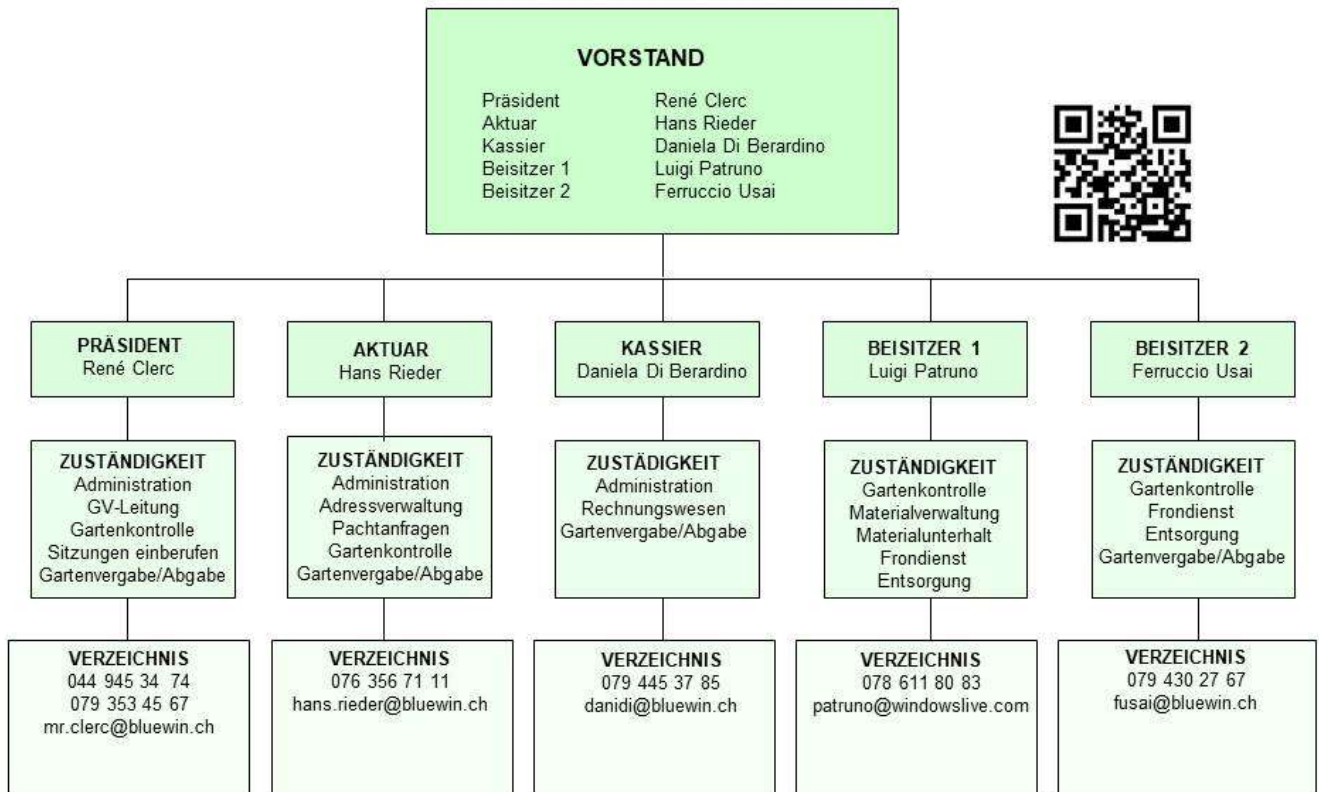 VORSTAND
Präsident René Clerc
Aktuar Hans Rieder
Kassier Daniela Di Berardino
Beisitzer 1 Luigi Patruno
Beisitzer 2 Ferruccio Usai
PRÄSIDENT
René Clerc
ZUSTÄNDIGKEIT
Administration
GV-Leitung
Gartenkontrolle
Sitzungen einberufen
Gartenvergabe/Abgabe
VERZEICHNIS
044 945 34 74
079 353 45 67
mr.clerc@bluewin.ch
AKTUAR
Hans Rieder
ZUSTÄNDIGKEIT
Administration
Adressverwaltung
Pachtanfragen
Gartenkontrolle
Gartenvergabe/Abgabe
VERZEICHNIS
076 356 71 11
hans.rieder@bluewin.ch
KASSIER
Daniela Di Berardino
ZUSTÄDIGKEIT
Administration
Rechnungswesen
Gartenvergabe/Abgabe
VERZEICHNIS
079 445 37 85
danidi@bluewin.ch
BEISITZER 1
Luigi Patruno
ZUSTÄNDIGKEIT
Gartenkontrolle
Materialverwaltung
Materialunterhalt
Frondienst
Entsorgung
VERZEICHNIS
078 611 80 83
patruno@windowslive.com
BEISITZER 2
Ferruccio Usai
ZUSTÄNDIGKEIT
Gartenkontrolle
Frondienst
Entsorgung
Gartenvergabe/Abgabe
VERZEICHNIS
079 430 27 67
fusai@bluewin.ch